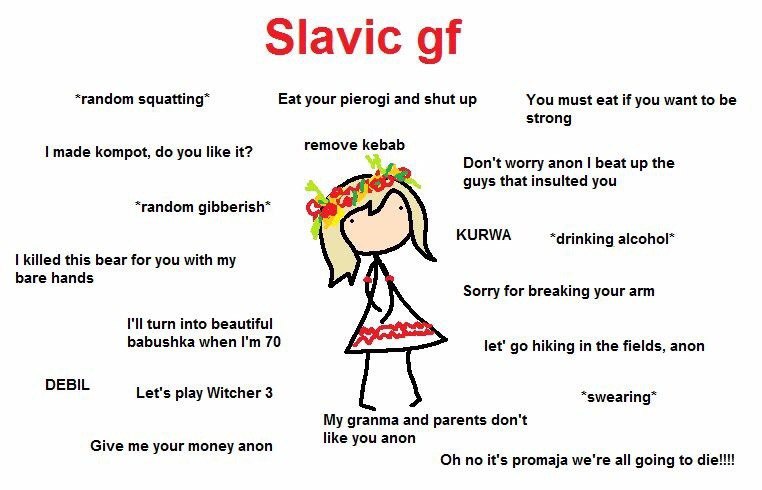 Slavic gf
*random squatting*
Eat your pierogi and shut up
You must eat if you want to be
strong
I made kompot, do you like it?
remove kebab
Don't worry anon I beat up the
guys that insulted you
*random gibberish*
KURWA
*drinking alcohol*
I killed this bear for you with my
bare hands
Sorry for breaking your arm
I'll turn into beautiful
babushka when I'm 70
let' go hiking in the fields, anon
DEBIL
Let's play Witcher 3
*swearing*
My granma and parents don't
like you anon
Give me your money anon
Oh no it's promaja we're all going to die!!!!